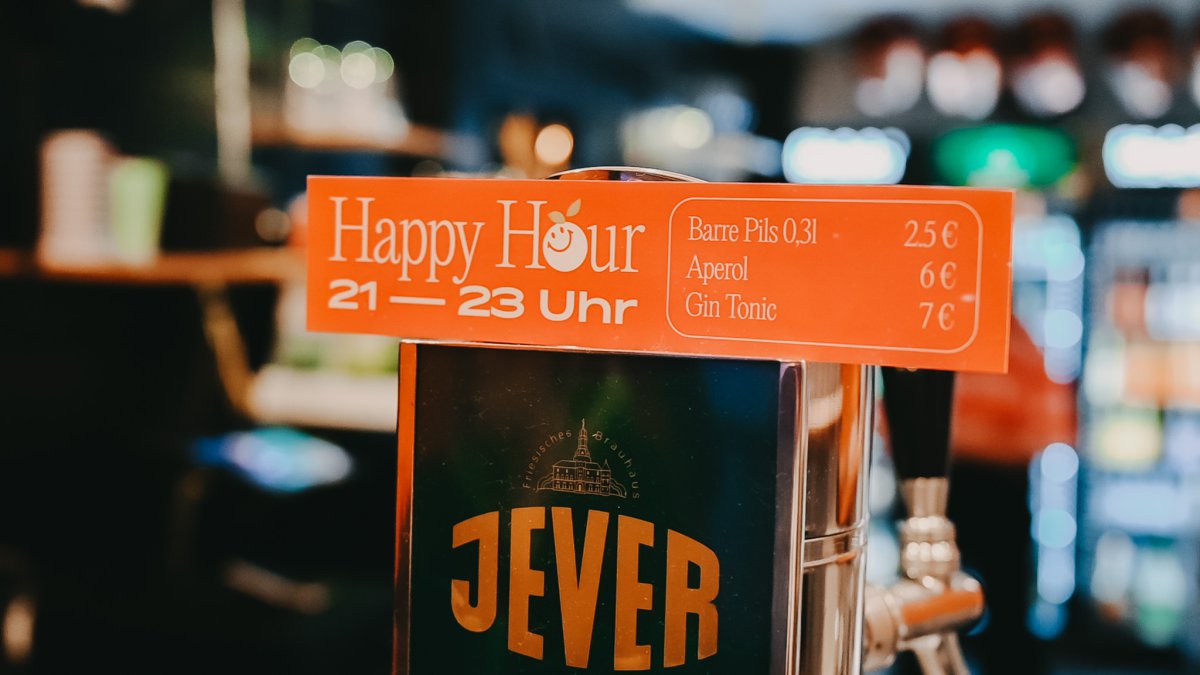 Happy Hour
21 — 23 Uhr
Barre Pils 0,3l 2.5 €
Aperol 6 €
Gin Tonic 7 €
Friesisches Brauhaus
JEVER